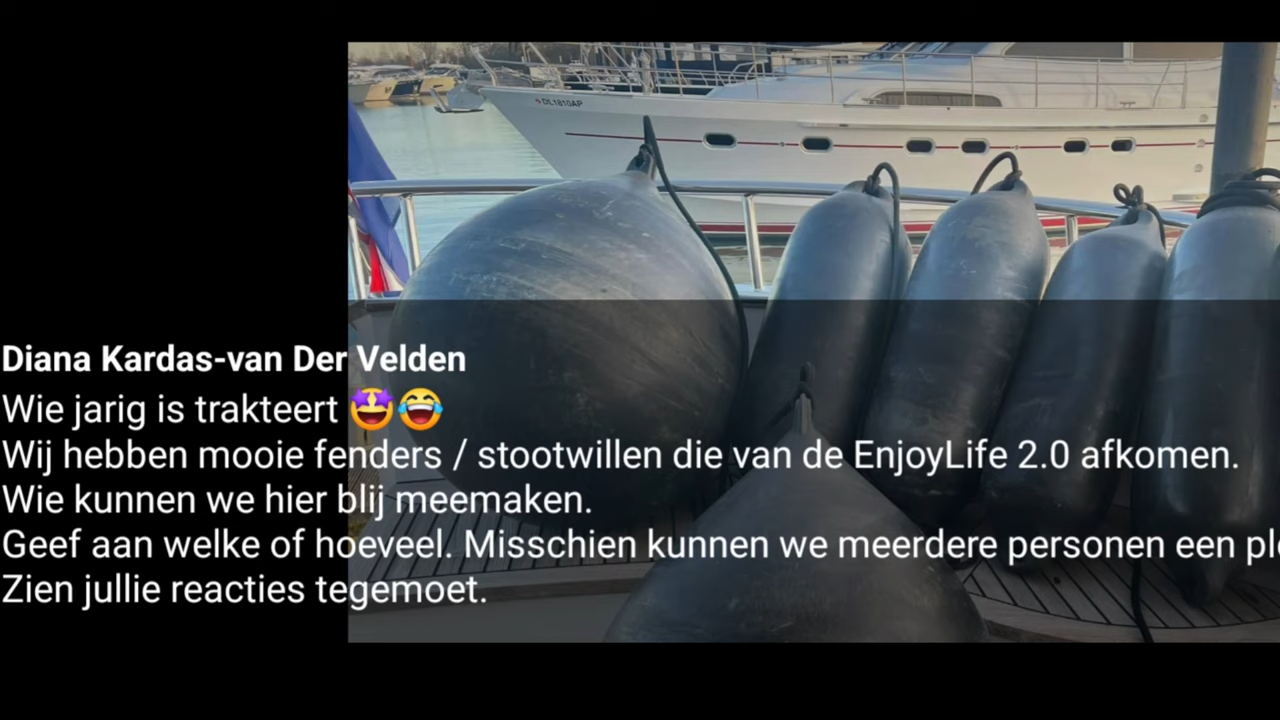 DL1810AP
Diana Kardas-van Der Velden
Wie jarig is trakteert 🤩😂
Wij hebben mooie fenders / stootwillen die van de EnjoyLife 2.0 afkomen.
Wie kunnen we hier blij meemaken.
Geef aan welke of hoeveel. Misschien kunnen we meerdere personen een
Zien jullie reacties tegemoet.